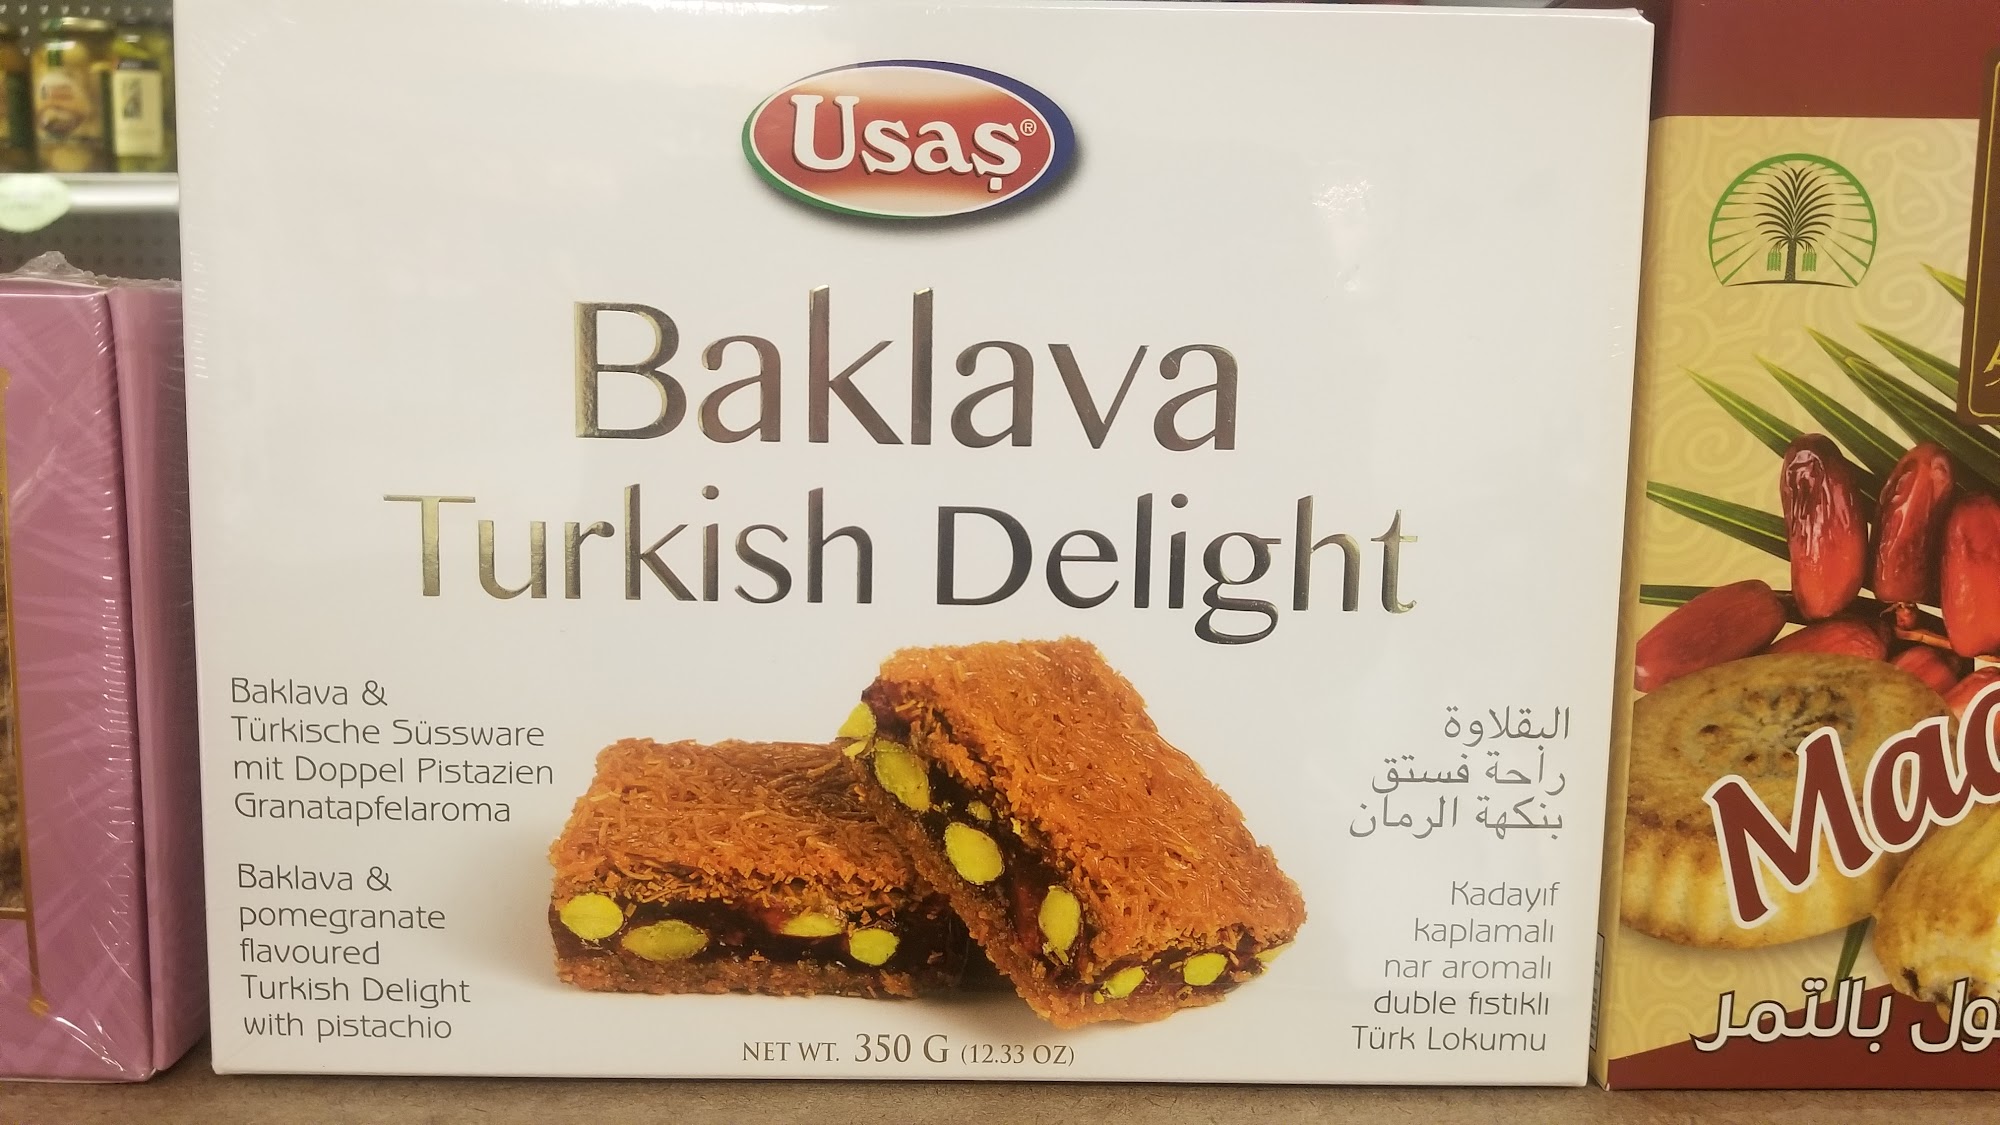 Usaş®
Baklava
Turkish Delight
Baklava &
Türkische Süssware
mit Doppel Pistazien
Granatapfelaroma
Baklava &
pomegranate
flavoured
Turkish Delight
with pistachio
البقلاوة
راحة فستق
بنكهة الرمان
Kadayıf
kaplamalı
nar aromalı
duble fıstıklı
Türk Lokumu
NET WT. 350 G (12.33 OZ)
بالتمر